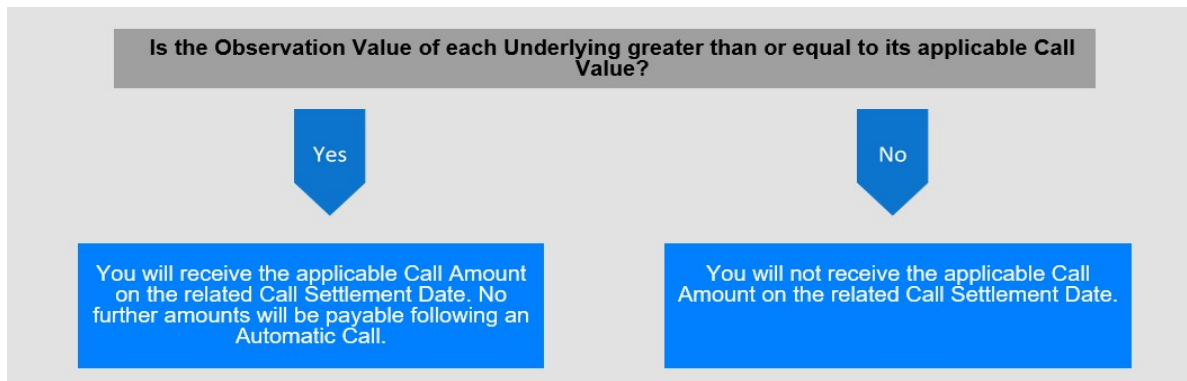 Is the Observation Value of each Underlying greater than or equal to its applicable Call
Value?
Yes
No
You will receive the applicable Call Amount
on the related Call Settlement Date. No
further amounts will be payable following an
Automatic Call.
You will not receive the applicable Call
Amount on the related Call Settlement Date.